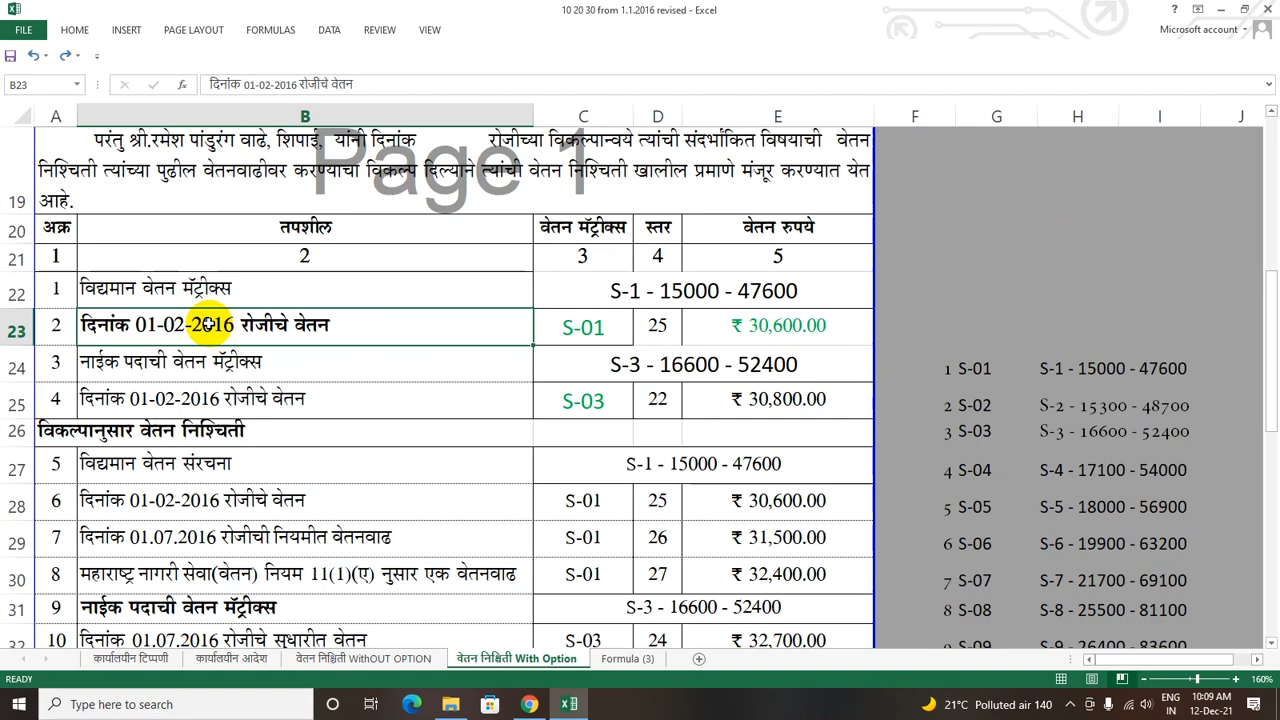 10 20 30 from 1.1.2016 revised - Excel
FILE HOME INSERT PAGE LAYOUT FORMULAS DATA REVIEW VIEW Microsoft account
B23 fx दिनांक 01-02-2016 रोजीचे वेतन
A B C D E F G H I J
Page 1
परंतु श्री.रमेश पांडुरंग वाढे, शिपाई, यांनी दिनांक रोजीच्या विकल्पान्वये त्यांची संदर्भांकित विषयाची वेतन
निश्चिती त्यांच्या पुढील वेतनवाढीवर करण्याचा विकल्प दिल्याने त्यांची वेतन निश्चिती खालील प्रमाणे मंजूर करण्यात येत
19 आहे.
20 अक्र तपशील वेतन मॅट्रीक्स स्तर वेतन रुपये
21 1 2 3 4 5
22 1 विद्यमान वेतन मॅट्रीक्स S-1 - 15000 - 47600
23 2 दिनांक 01-02-2016 रोजीचे वेतन S-01 25 ₹ 30,600.00
24 3 नाईक पदाची वेतन मॅट्रीक्स S-3 - 16600 - 52400 1 S-01 S-1 - 15000 - 47600
25 4 दिनांक 01-02-2016 रोजीचे वेतन S-03 22 ₹ 30,800.00 2 S-02 S-2 - 15300 - 48700
26 विकल्पानुसार वेतन निश्चिती 3 S-03 S-3 - 16600 - 52400
27 5 विद्यमान वेतन संरचना S-1 - 15000 - 47600 4 S-04 S-4 - 17100 - 54000
28 6 दिनांक 01-02-2016 रोजीचे वेतन S-01 25 ₹ 30,600.00 5 S-05 S-5 - 18000 - 56900
29 7 दिनांक 01.07.2016 रोजीची नियमीत वेतनवाढ S-01 26 ₹ 31,500.00 6 S-06 S-6 - 19900 - 63200
30 8 महाराष्ट्र नागरी सेवा(वेतन) नियम 11(1)(ए) नुसार एक वेतनवाढ S-01 27 ₹ 32,400.00 7 S-07 S-7 - 21700 - 69100
31 9 नाईक पदाची वेतन मॅट्रीक्स S-3 - 16600 - 52400 8 S-08 S-8 - 25500 - 81100
32 10 दिनांक 01.07.2016 रोजीचे सुधारीत वेतन S-03 24 ₹ 32,700.00 9 S-09 S-9 - 26400 - 83600
कार्यालयीन टिप्पणी कार्यालयीन आदेश वेतन निश्चिती WithOUT OPTION वेतन निश्चिती With Option Formula (3)
READY 160%
Type here to search 21°C Polluted air 140 ENG IN 10:09 AM 12-Dec-21